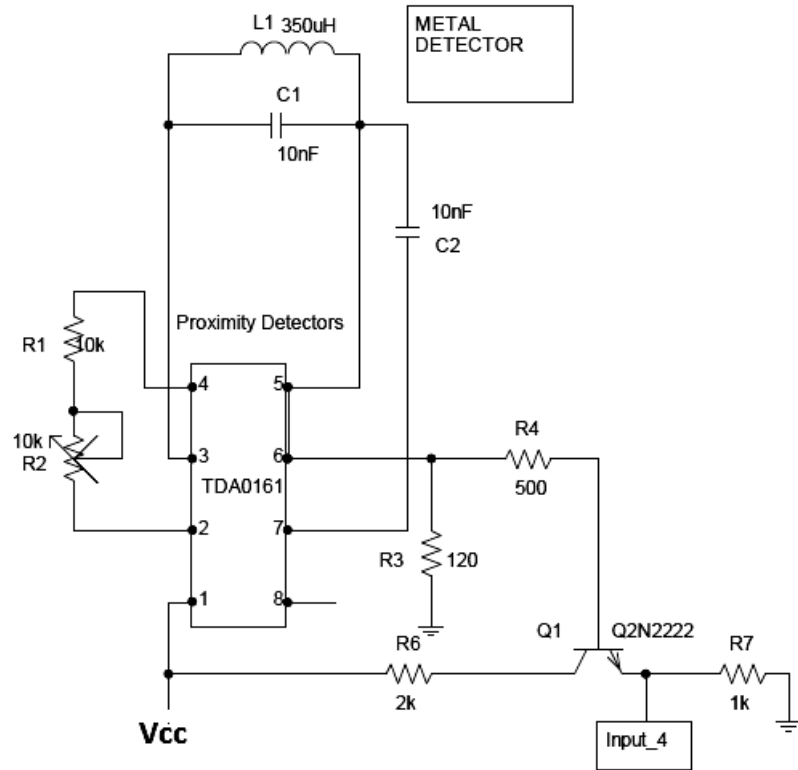 L1 350uH
METAL
DETECTOR
C1
10nF
10nF
C2
Proximity Detectors
R1 10k
4 5
10k
R2
3 6
R4
TDA0161
500
2 7
R3 120
1 8
Q1 Q2N2222
R6
R7
2k
1k
Vcc
Input_4